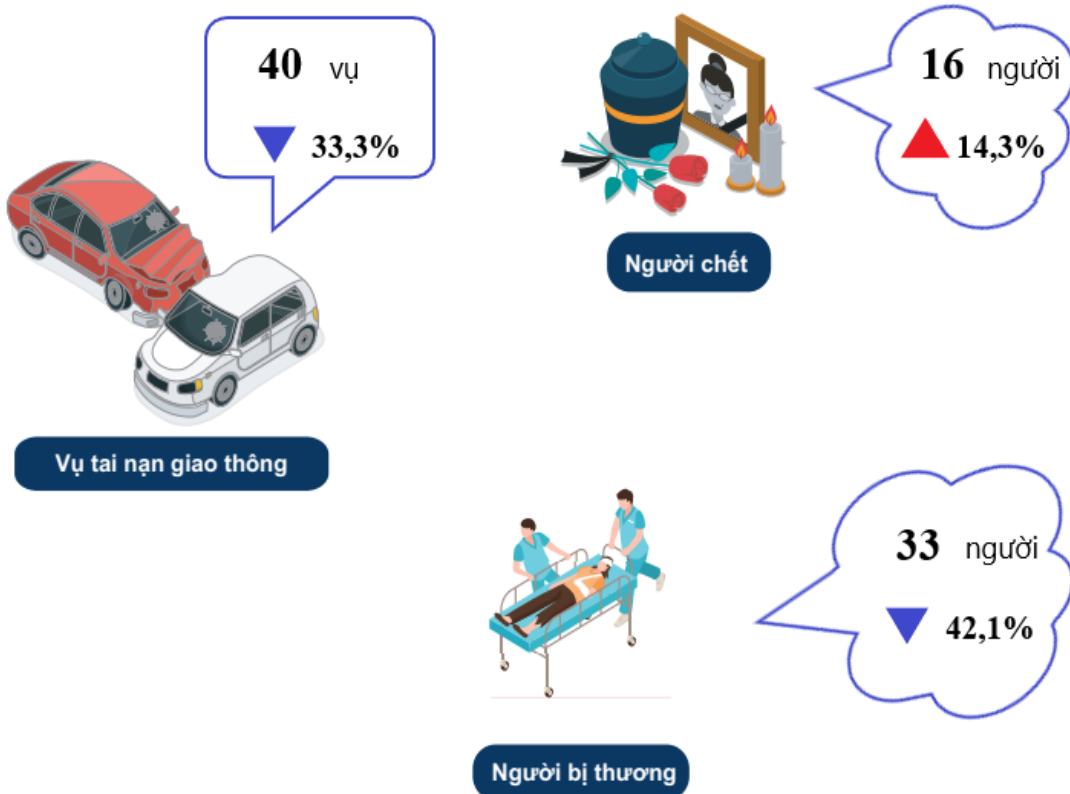 40 vụ
▼ 33,3%
Vụ tai nạn giao thông
16 người
▲ 14,3%
Người chết
33 người
▼ 42,1%
Người bị thương